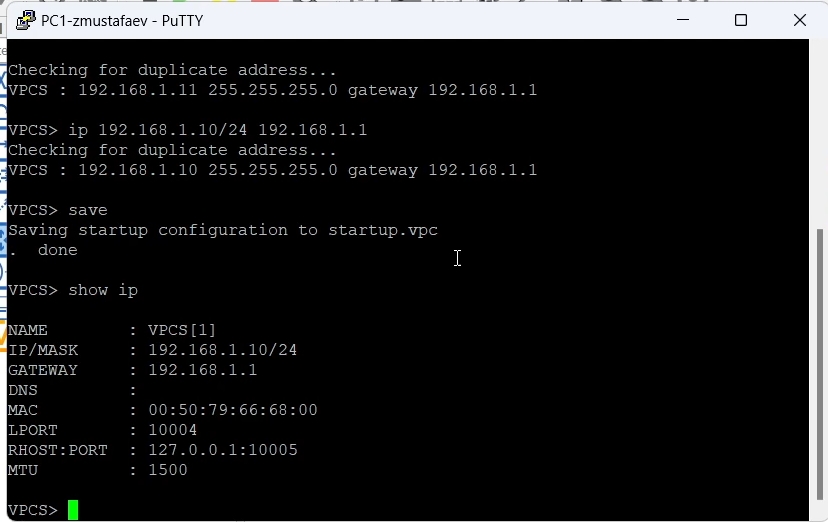 PC1-zmustafaev - PuTTY
Checking for duplicate address...
VPCS : 192.168.1.11 255.255.255.0 gateway 192.168.1.1
VPCS> ip 192.168.1.10/24 192.168.1.1
Checking for duplicate address...
VPCS : 192.168.1.10 255.255.255.0 gateway 192.168.1.1
VPCS> save
Saving startup configuration to startup.vpc
.  done
VPCS> show ip
NAME        : VPCS[1]
IP/MASK     : 192.168.1.10/24
GATEWAY     : 192.168.1.1
DNS         :
MAC         : 00:50:79:66:68:00
LPORT       : 10004
RHOST:PORT  : 127.0.0.1:10005
MTU         : 1500
VPCS>